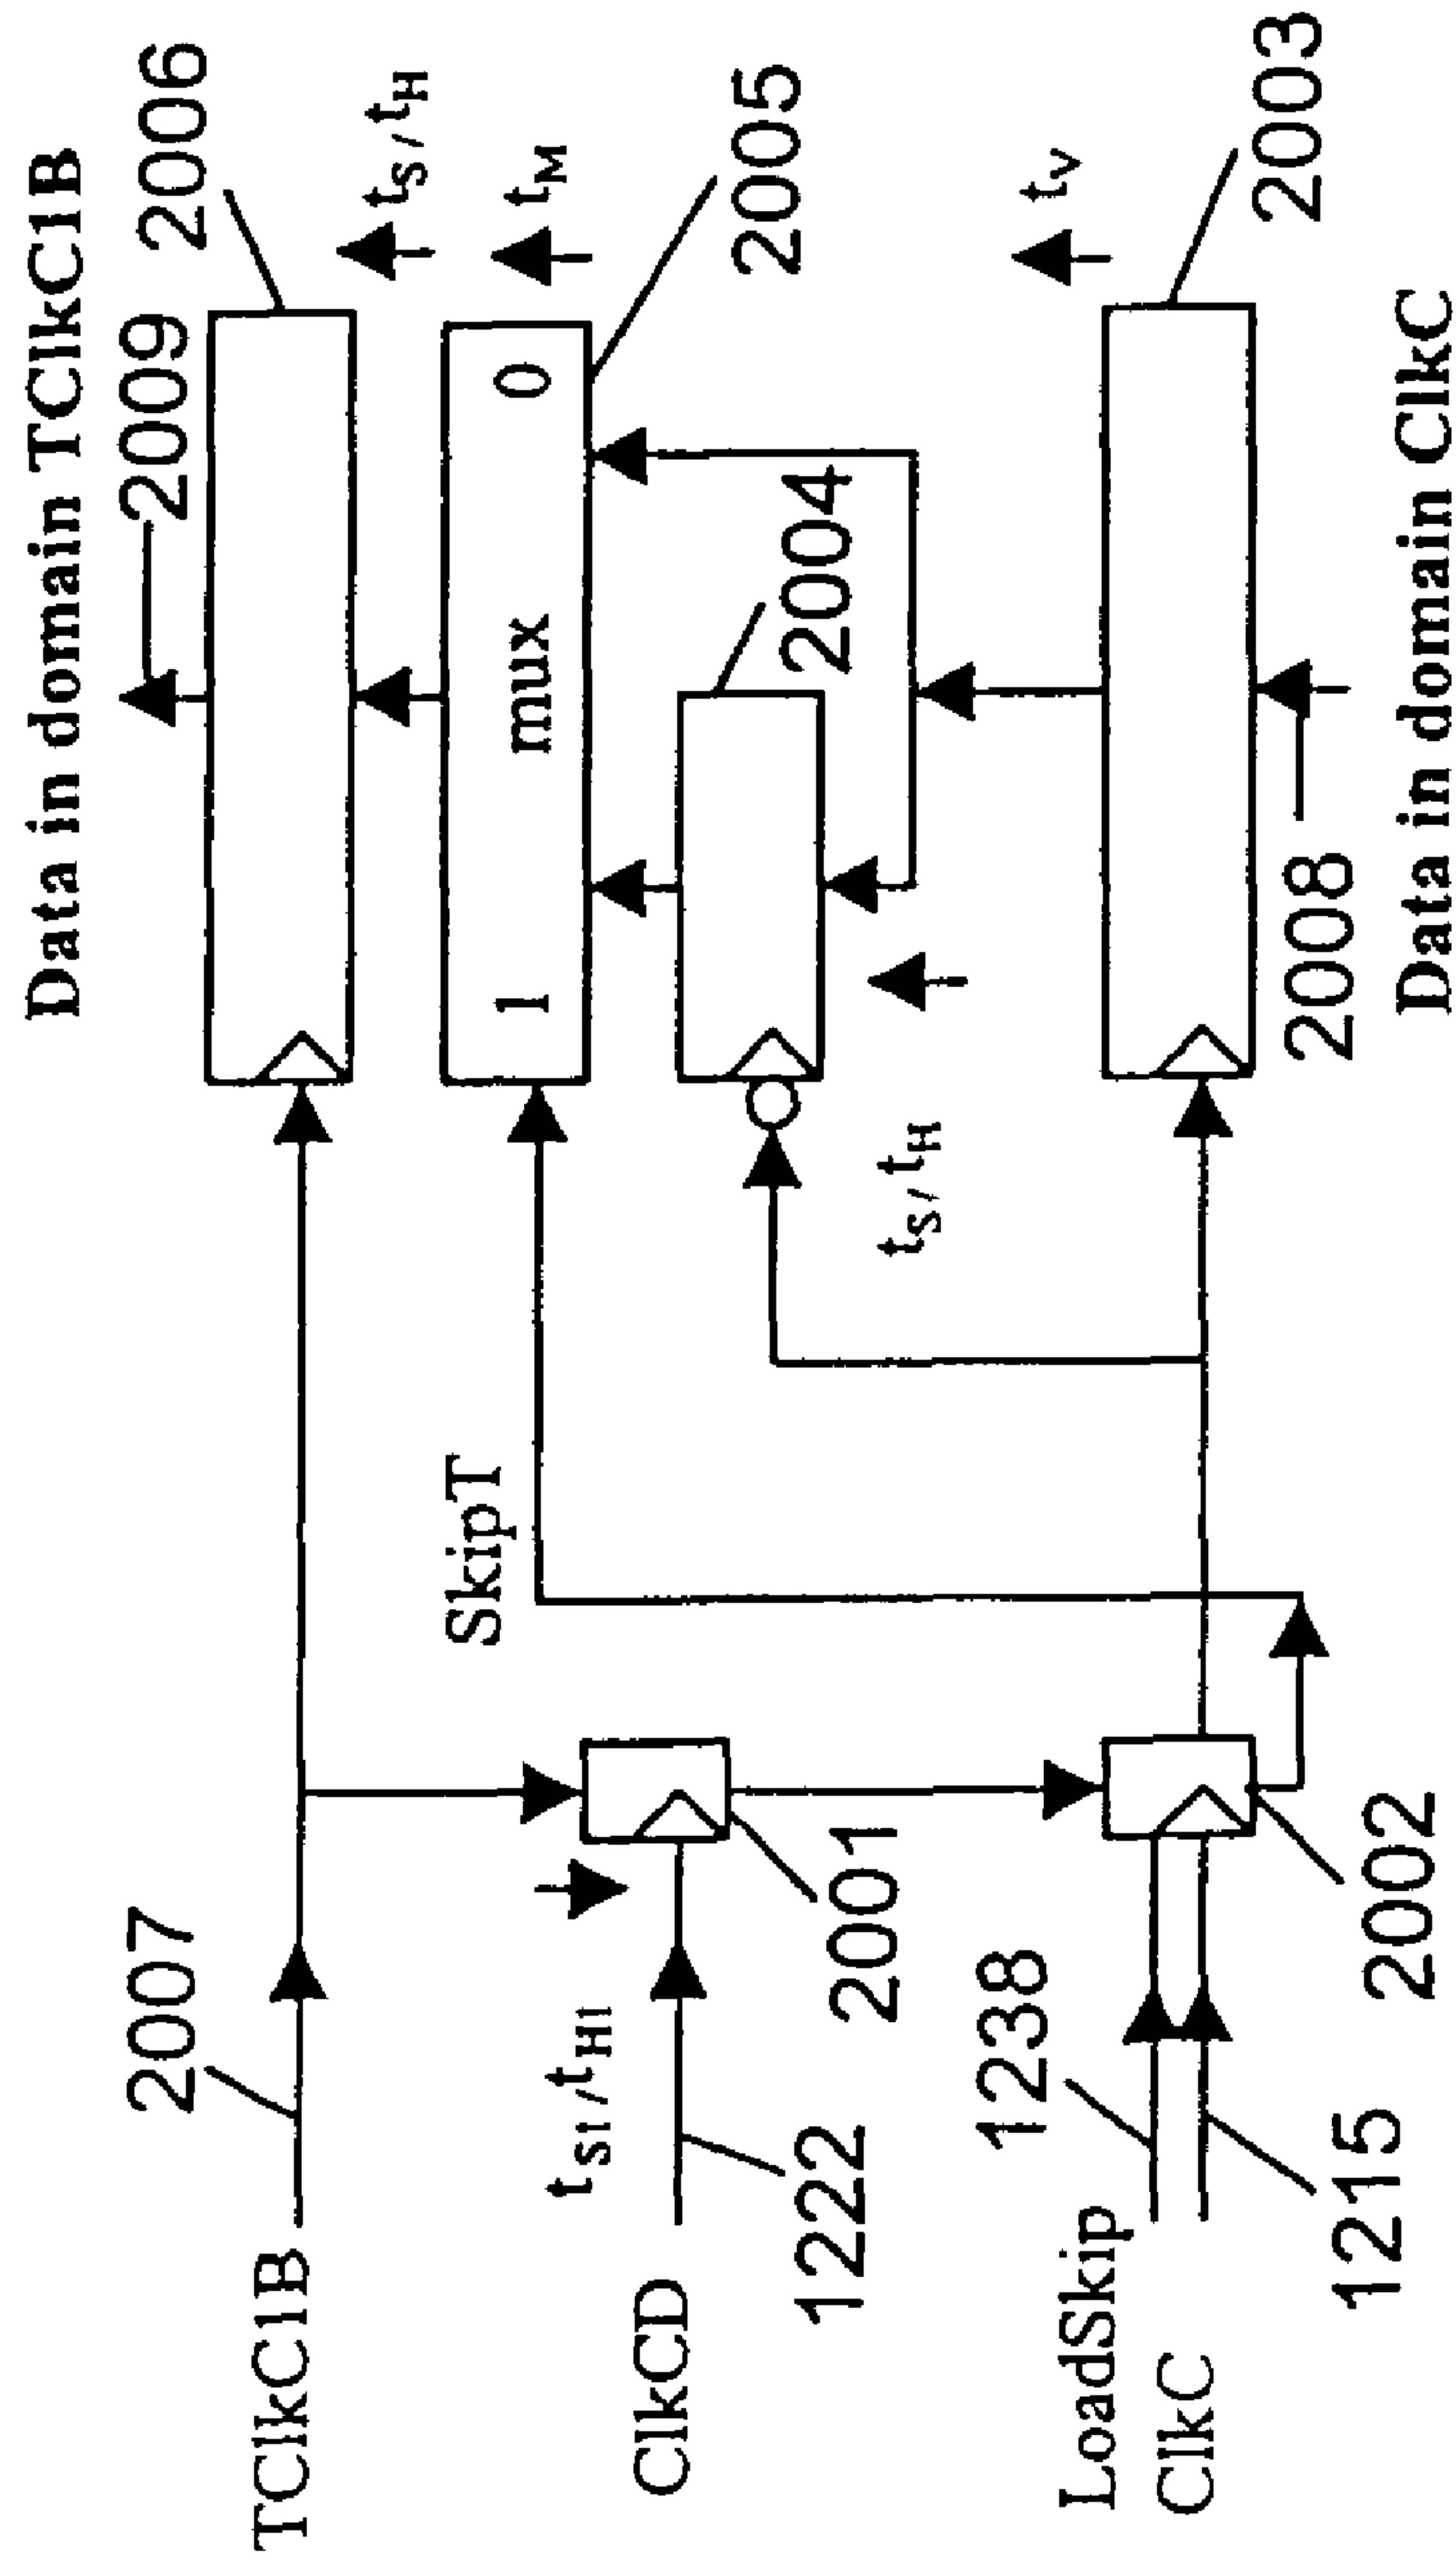 Data in domain TClkC1B
2009
2006
2007
TClkC1B
tS/tH
SkipT
1 mux 0
tM
2005
tS1/tH1
ClkCD
1222
2001
tS/tH
2004
LoadSkip
1238
ClkC
1215
2002
tV
2003
2008
Data in domain ClkC